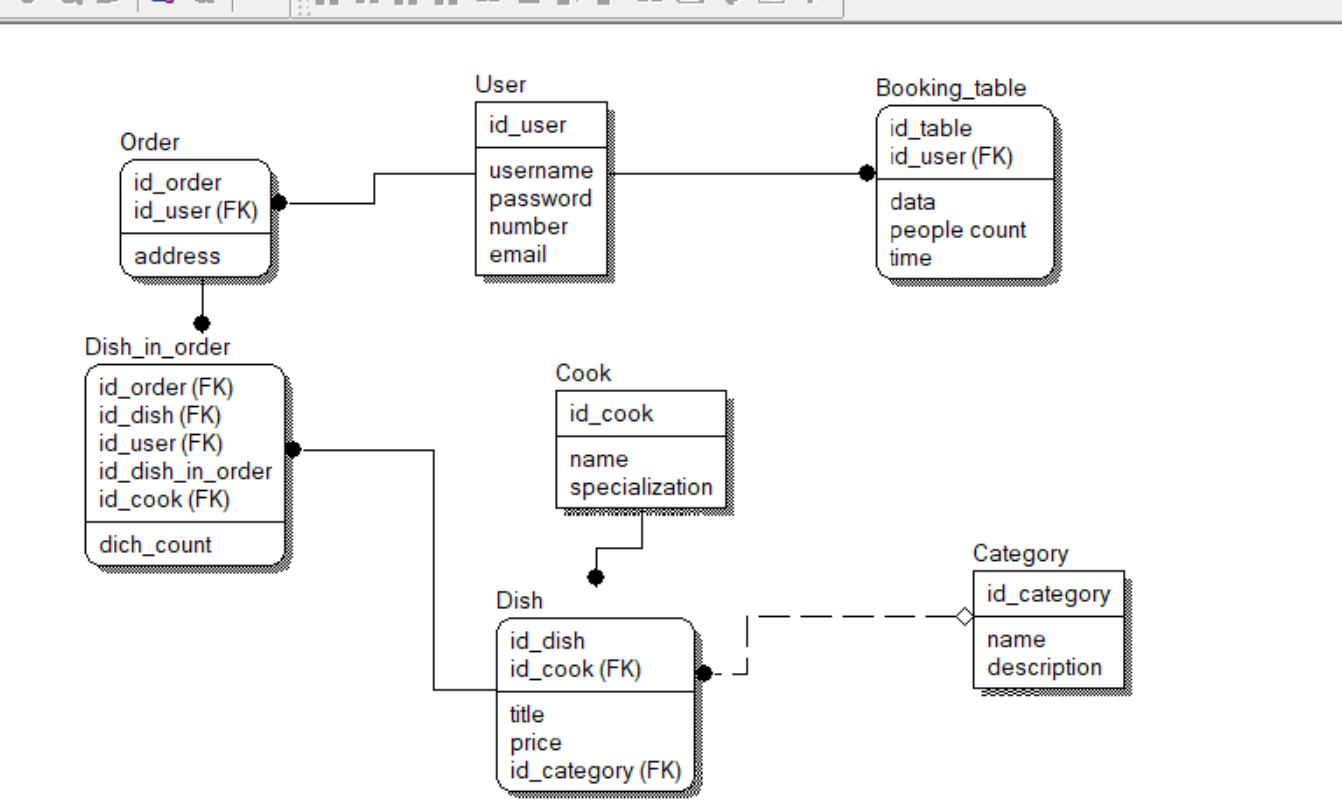 User
id_user
username
password
number
email
Booking_table
id_table
id_user (FK)
data
people count
time
Order
id_order
id_user (FK)
address
Dish_in_order
id_order (FK)
id_dish (FK)
id_user (FK)
id_dish_in_order
id_cook (FK)
dich_count
Cook
id_cook
name
specialization
Dish
id_dish
id_cook (FK)
title
price
id_category (FK)
Category
id_category
name
description